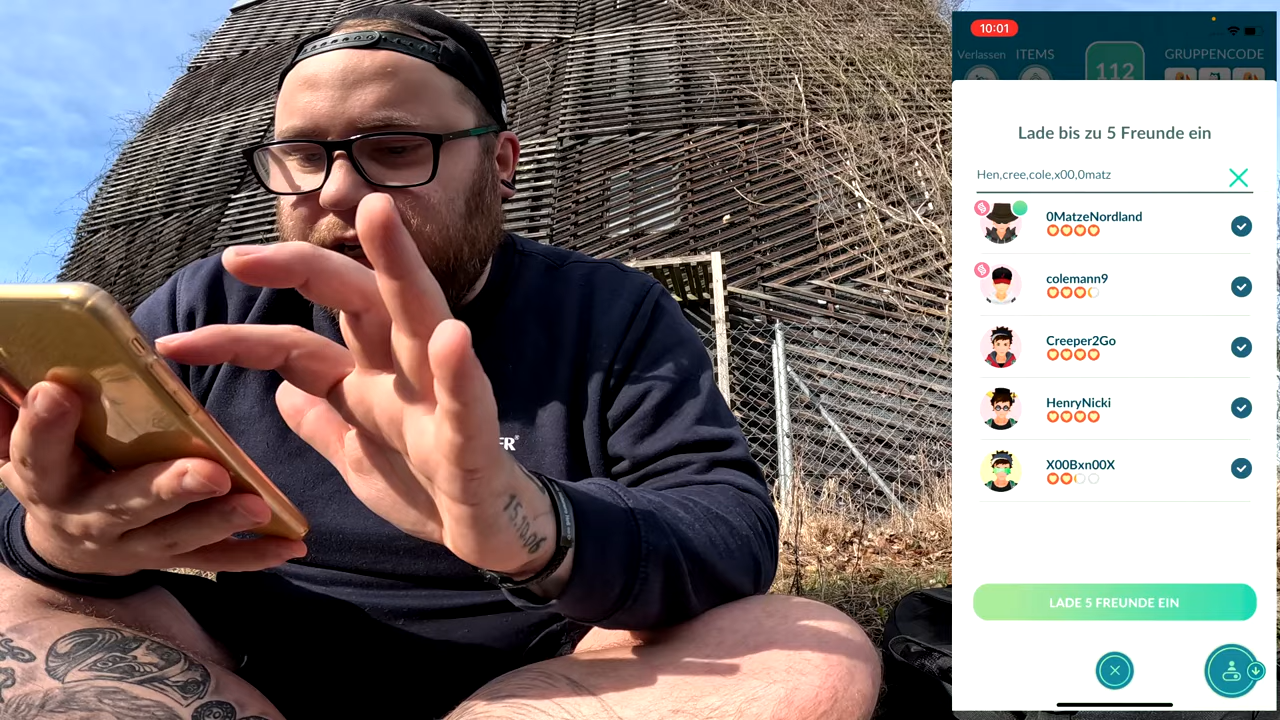 10:01
Verlassen ITEMS
112
GRUPPENCODE
Lade bis zu 5 Freunde ein
Hen,cree,cole,x00,0matz
0MatzeNordland
colemann9
Creeper2Go
HenryNicki
X00Bxn00X
LADE 5 FREUNDE EIN
15.10.06